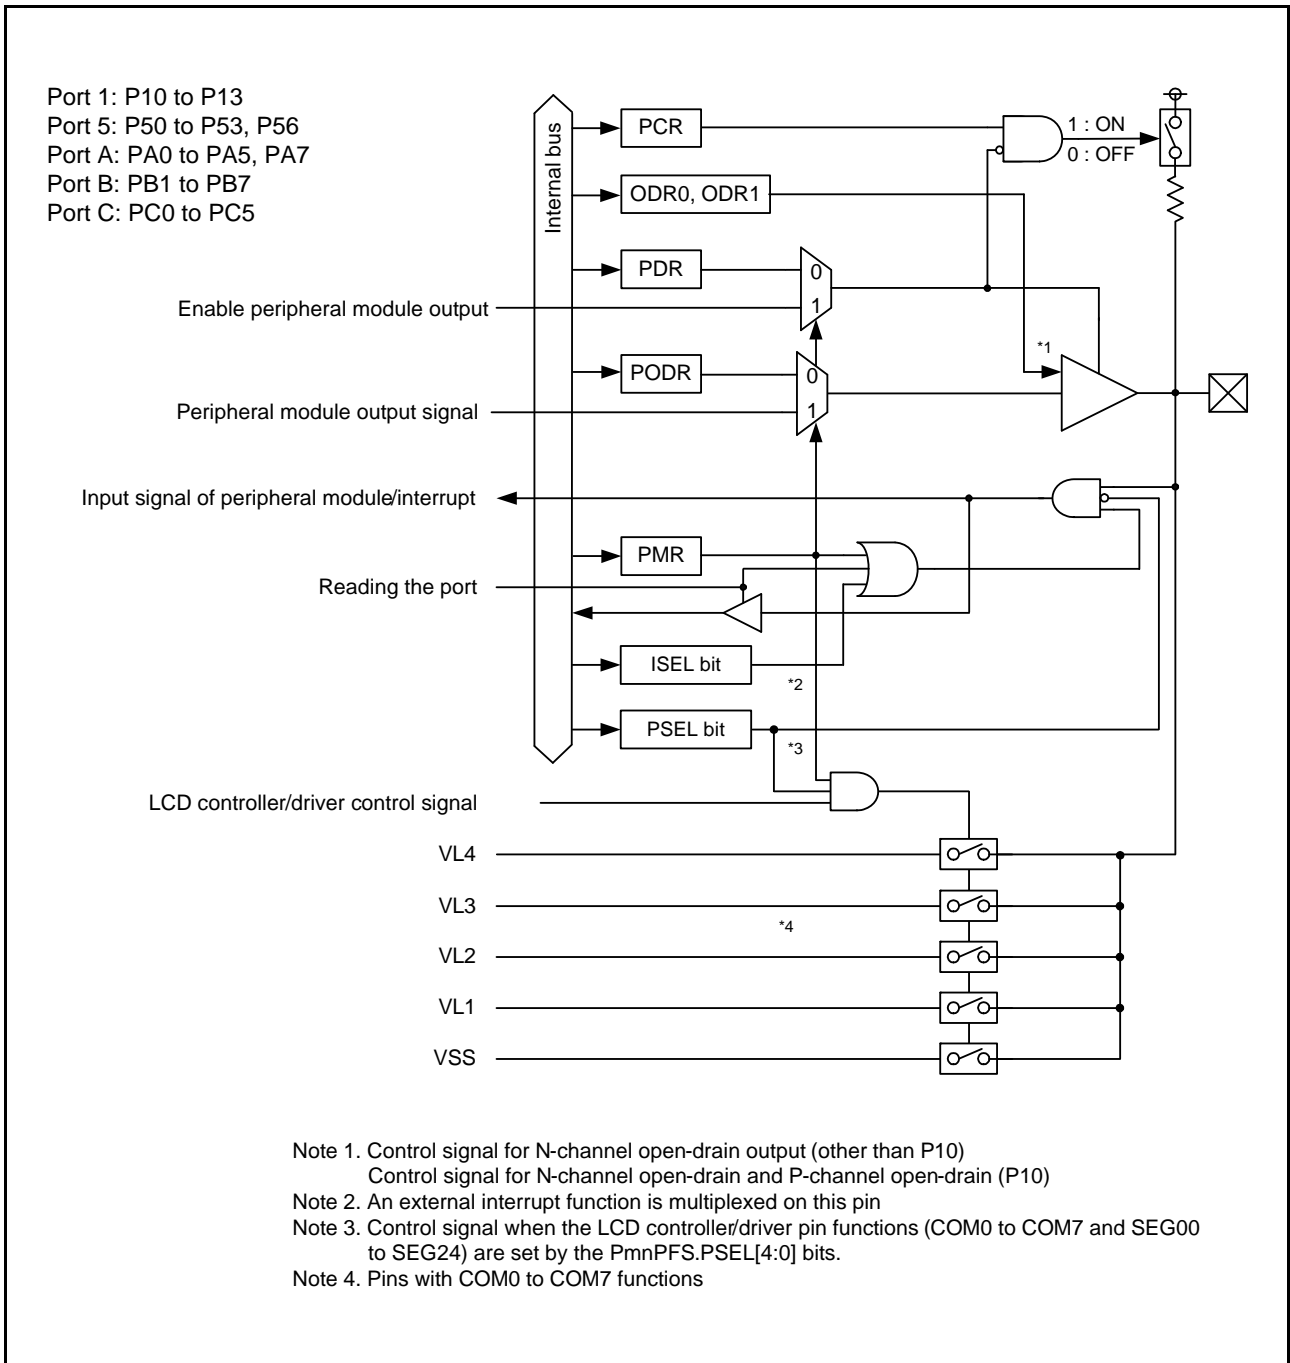 Port 1: P10 to P13
Port 5: P50 to P53, P56
Port A: PA0 to PA5, PA7
Port B: PB1 to PB7
Port C: PC0 to PC5
Internal bus
PCR
1 : ON
0 : OFF
ODR0, ODR1
PDR
0
1
Enable peripheral module output
*1
PODR
0
1
Peripheral module output signal
Input signal of peripheral module/interrupt
PMR
Reading the port
ISEL bit
*2
PSEL bit
*3
LCD controller/driver control signal
VL4
VL3
*4
VL2
VL1
VSS
Note 1. Control signal for N-channel open-drain output (other than P10)
Control signal for N-channel open-drain and P-channel open-drain (P10)
Note 2. An external interrupt function is multiplexed on this pin
Note 3. Control signal when the LCD controller/driver pin functions (COM0 to COM7 and SEG00
to SEG24) are set by the PmnPFS.PSEL[4:0] bits.
Note 4. Pins with COM0 to COM7 functions